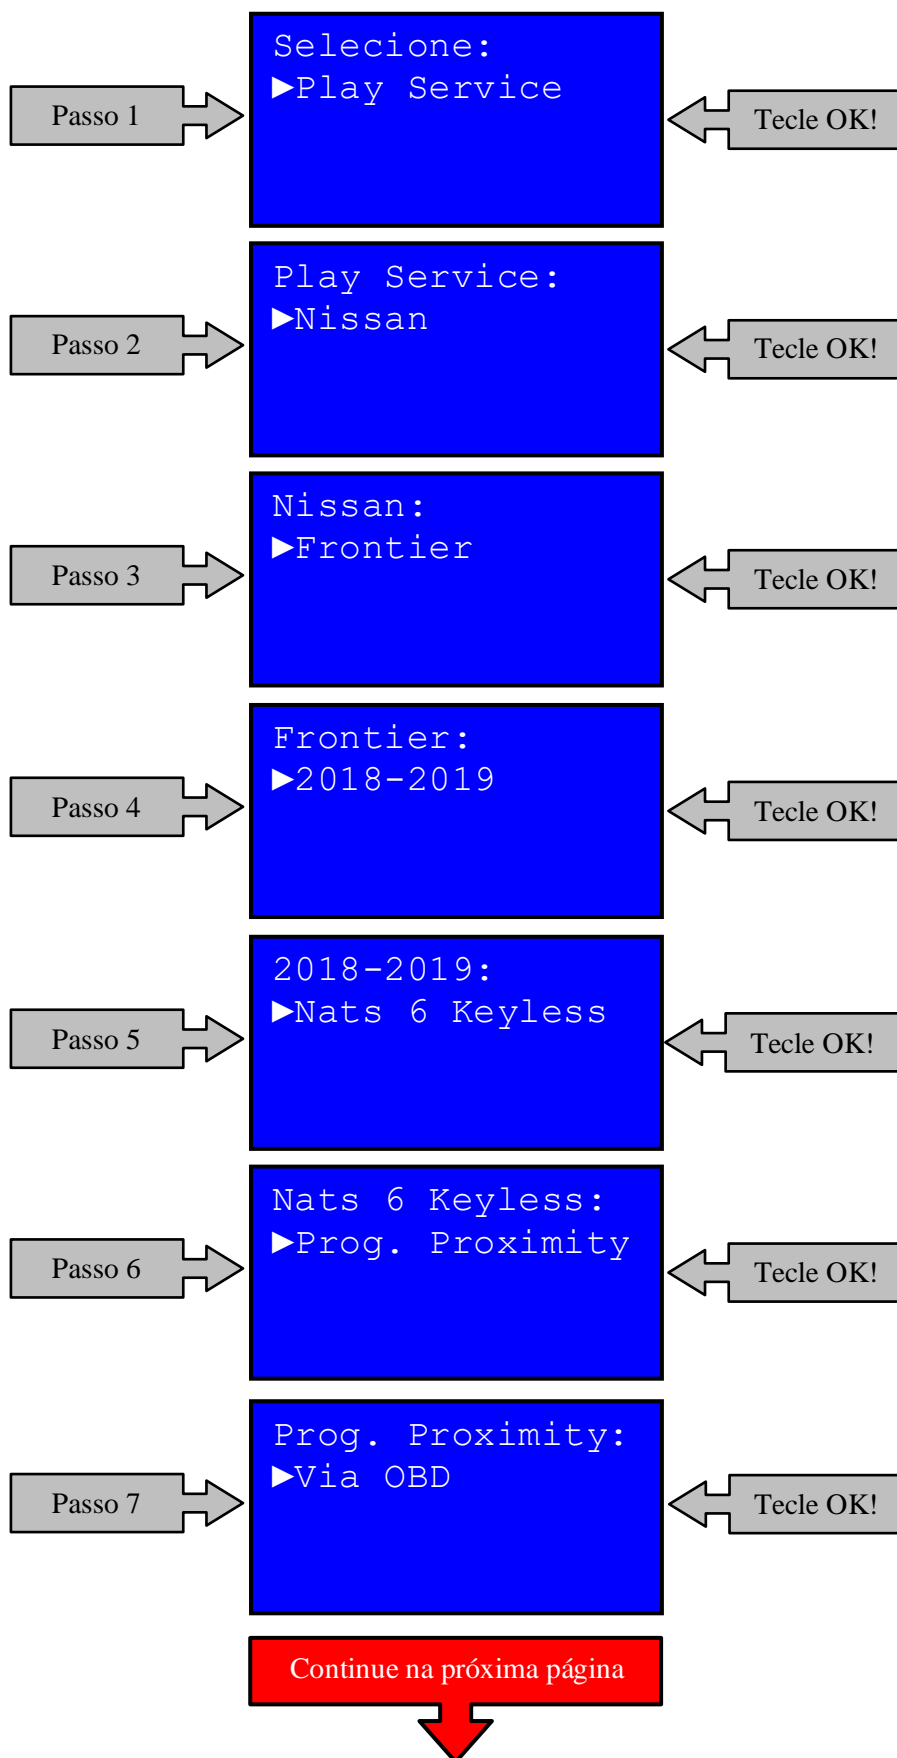 Selecione:
►Play Service
Passo 1
Tecle OK!
Play Service:
►Nissan
Passo 2
Tecle OK!
Nissan:
►Frontier
Passo 3
Tecle OK!
Frontier:
►2018-2019
Passo 4
Tecle OK!
2018-2019:
►Nats 6 Keyless
Passo 5
Tecle OK!
Nats 6 Keyless:
►Prog. Proximity
Passo 6
Tecle OK!
Prog. Proximity:
►Via OBD
Passo 7
Tecle OK!
Continue na próxima página